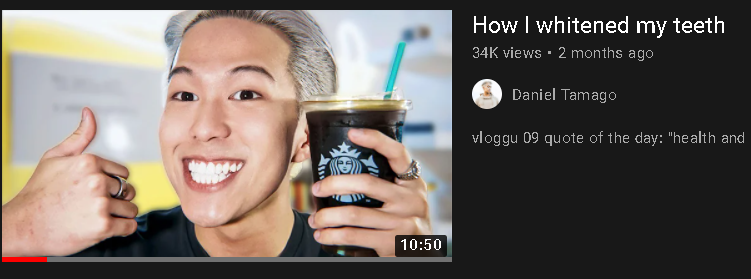 How I whitened my teeth
34K views • 2 months ago
Daniel Tamago
vloggu 09 quote of the day: "health and
10:50